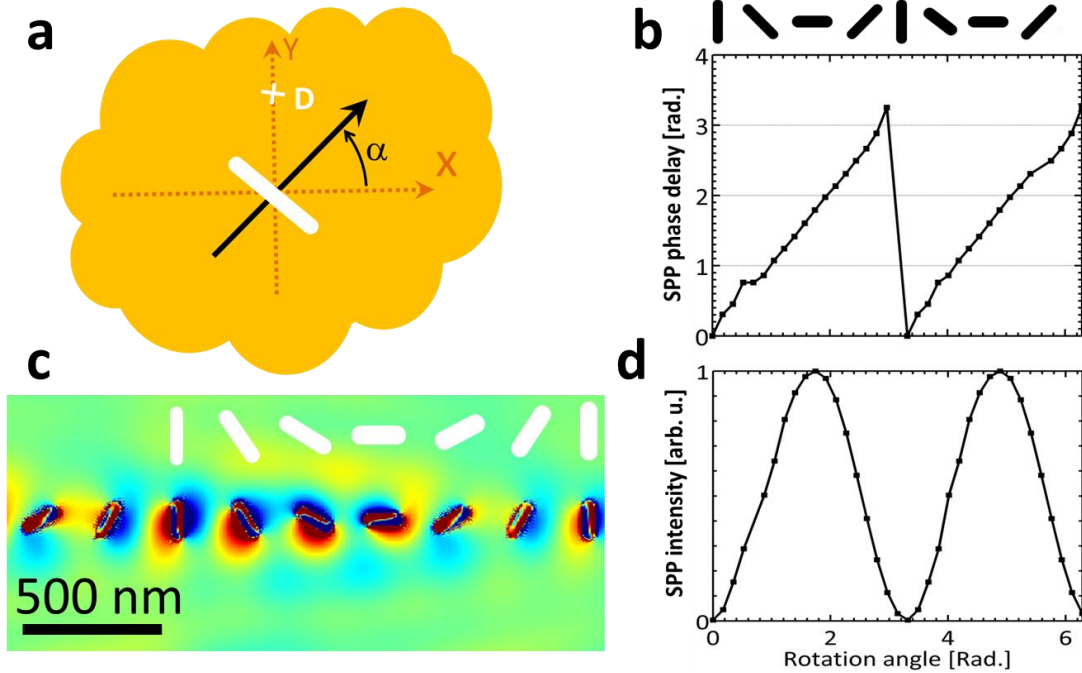 a
Y
D
α
X
b
4
3
2
1
0
SPP phase delay [rad.]
c
500 nm
d
1
0
0 2 4 6
SPP intensity [arb. u.]
Rotation angle [Rad.]